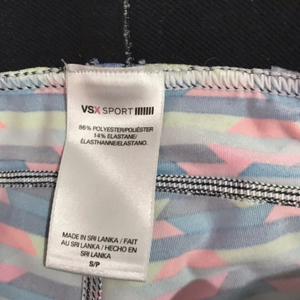 VSX SPORT
86% POLYESTER/POLIÉSTER
14% ELASTANE/
ÉLASTHANNE/ELASTANO.
MADE IN SRI LANKA / FAIT
AU SRI LANKA / HECHO EN
SRI LANKA
S/P